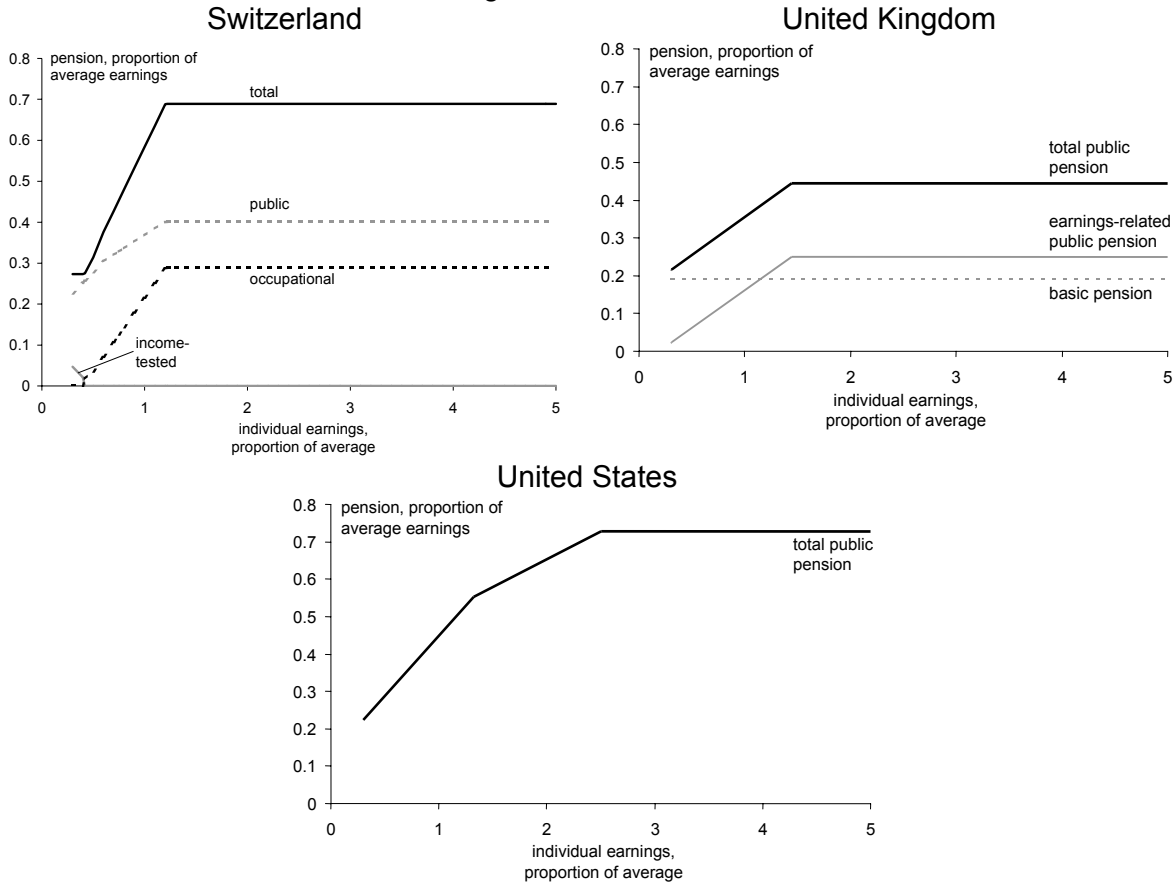 Switzerland
pension, proportion of
average earnings
0.8
0.7
0.6
0.5
0.4
0.3
0.2
0.1
0
total
public
occupational
income-
tested
0 1 2 3 4 5
individual earnings,
proportion of average
United Kingdom
pension, proportion of
average earnings
0.8
0.7
0.6
0.5
0.4
0.3
0.2
0.1
0
total public
pension
earnings-related
public pension
basic pension
0 1 2 3 4 5
individual earnings,
proportion of average
United States
pension, proportion of
average earnings
0.8
0.7
0.6
0.5
0.4
0.3
0.2
0.1
0
total public
pension
0 1 2 3 4 5
individual earnings,
proportion of average